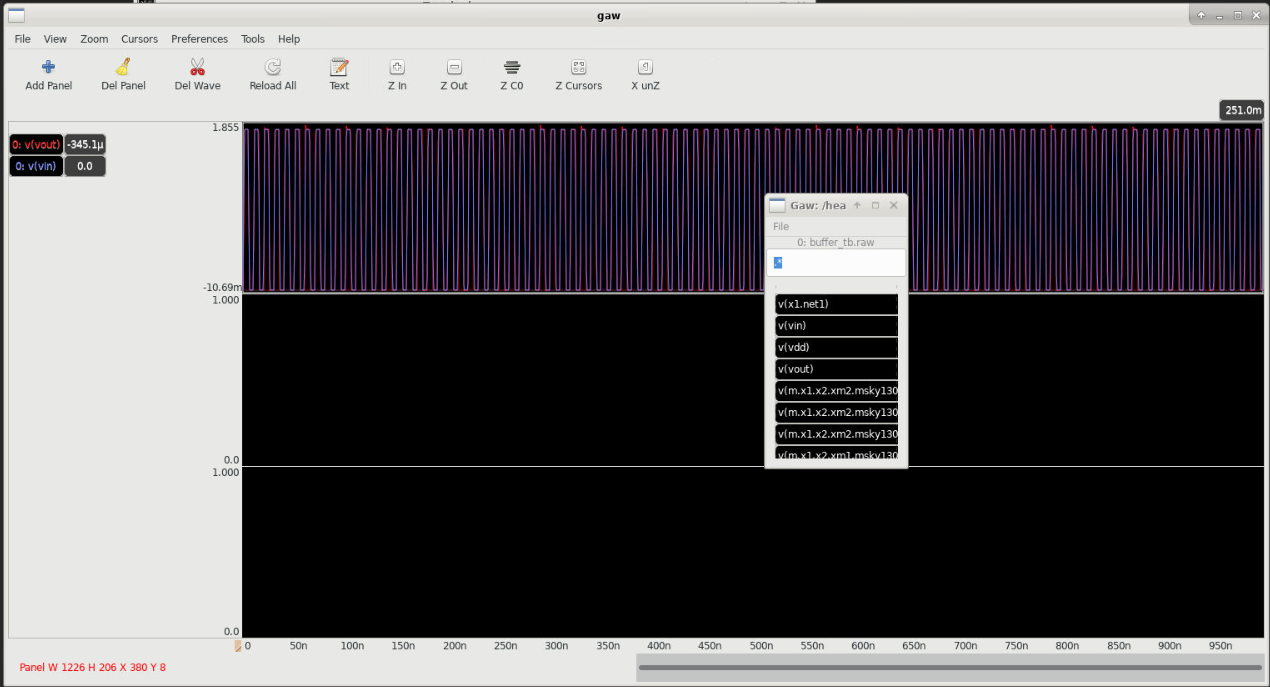 gaw
File View Zoom Cursors Preferences Tools Help
Add Panel Del Panel Del Wave Reload All Text Z In Z Out Z C0 Z Cursors X unZ
251.0m
1.855
0: v(vout) -345.1µ
0: v(vin) 0.0
-10.69m
1.000
0.0
1.000
0.0
Gaw: /hea
File
0: buffer_tb.raw
.*
v(x1.net1)
v(vin)
v(vdd)
v(vout)
v(m.x1.x2.xm2.msky130
v(m.x1.x2.xm2.msky130
v(m.x1.x2.xm2.msky130
v(m.x1.x2.xm1.msky130
0 50n 100n 150n 200n 250n 300n 350n 400n 450n 500n 550n 600n 650n 700n 750n 800n 850n 900n 950n
Panel W 1226 H 206 X 380 Y 8